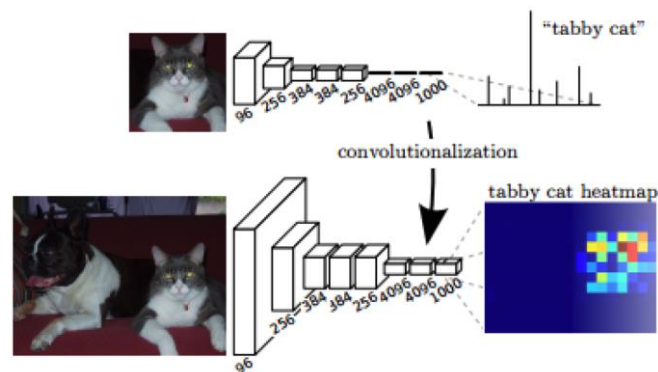 “tabby cat”
96 256 384 384 256 4096 4096 1000
convolutionalization
tabby cat heatmap
96 256 384 384 256 4096 4096 1000